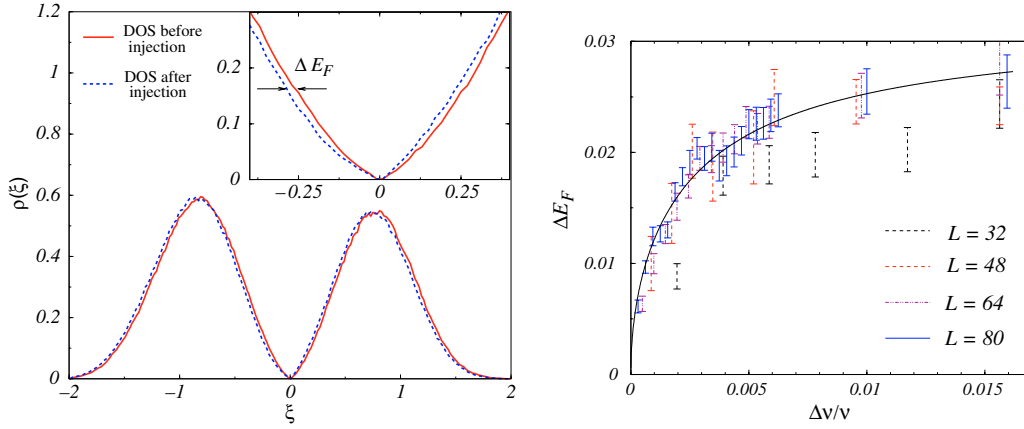 1.2
1
0.8
0.6
0.4
0.2
0
ρ(ξ)
DOS before
injection
DOS after
injection
0.2
0.1
0
Δ E_F
−0.25
0
0.25
−2
−1
0
1
2
ξ
0.03
0.02
0.01
0
ΔE_F
L = 32
L = 48
L = 64
L = 80
0
0.005
0.01
0.015
Δν/ν